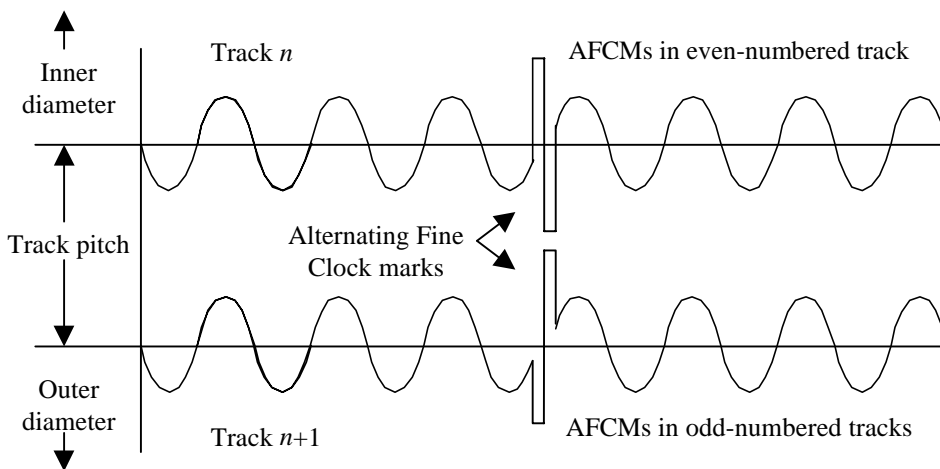 Track n
AFCMs in even-numbered track
Inner
diameter
Track pitch
Alternating Fine
Clock marks
Outer
diameter
Track n+1
AFCMs in odd-numbered tracks